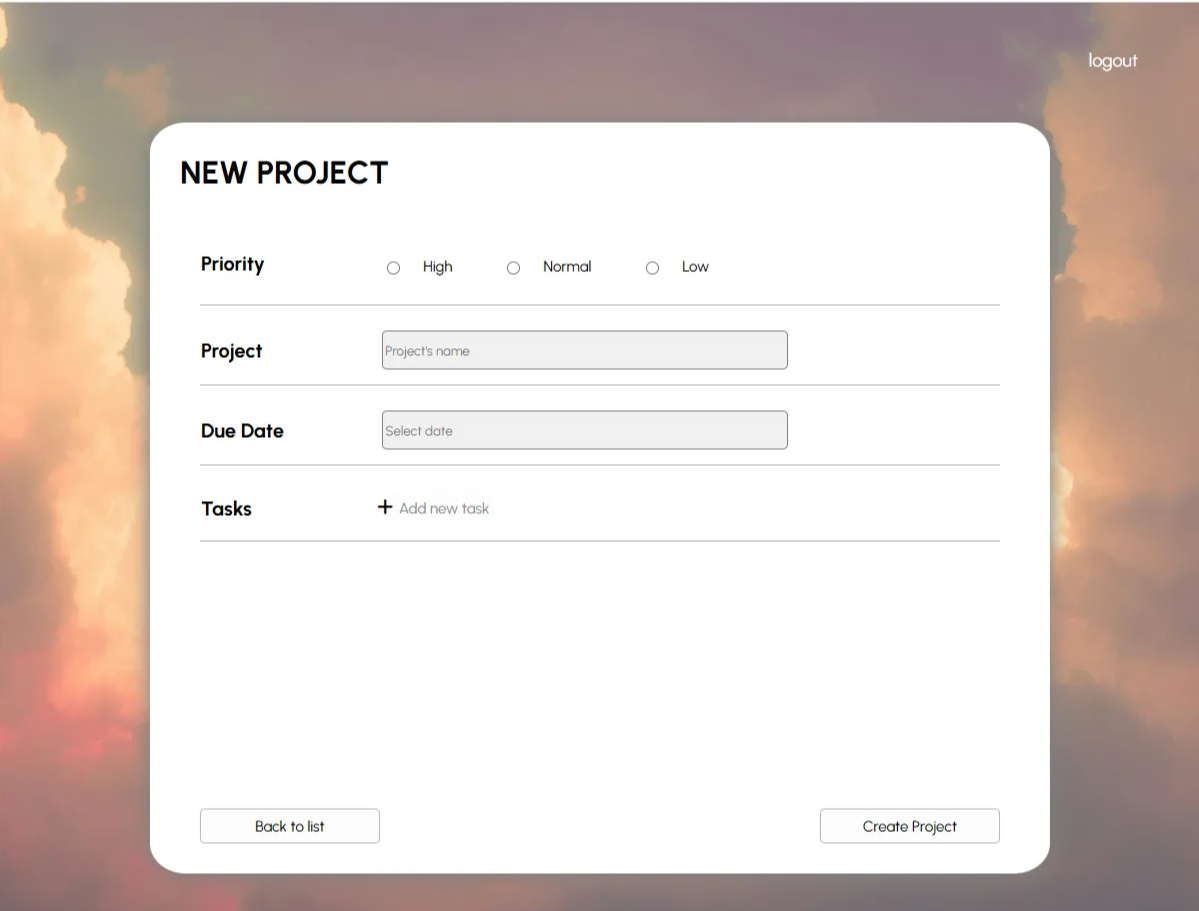 logout
NEW PROJECT
Priority High Normal Low
Project Project's name
Due Date Select date
Tasks + Add new task
Back to list Create Project